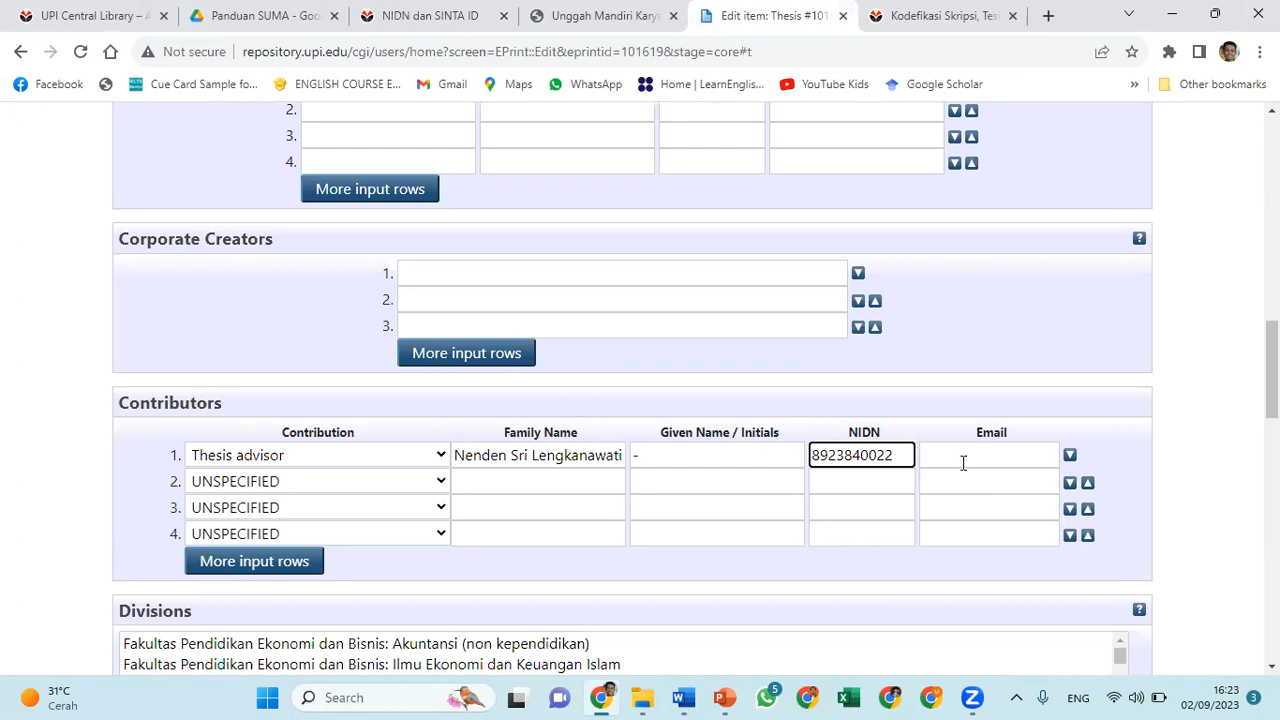 UPI Central Library – A
Panduan SUMA - Goo
NIDN dan SINTA ID
Unggah Mandiri Karya
Edit item: Thesis #101
Kodefikasi Skripsi, Tes
Not secure
repository.upi.edu/cgi/users/home?screen=EPrint::Edit&eprintid=101619&stage=core#t
Facebook
Cue Card Sample fo...
ENGLISH COURSE E...
Gmail
Maps
WhatsApp
Home | LearnEnglis...
YouTube Kids
Google Scholar
»
Other bookmarks
2.
3.
4.
More input rows
Corporate Creators
?
1.
2.
3.
More input rows
Contributors
Contribution Family Name Given Name / Initials NIDN Email
1. Thesis advisor Nenden Sri Lengkanawati - 8923840022
2. UNSPECIFIED
3. UNSPECIFIED
4. UNSPECIFIED
More input rows
Divisions
?
Fakultas Pendidikan Ekonomi dan Bisnis: Akuntansi (non kependidikan)
Fakultas Pendidikan Ekonomi dan Bisnis: Ilmu Ekonomi dan Keuangan Islam
31°C
Cerah
Search
5
ENG
16:23
02/09/2023
3